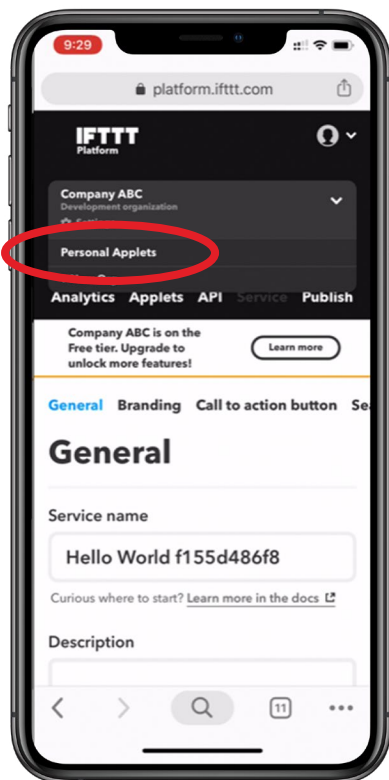 9:29
platform.ifttt.com
IFTTT
Platform
Company ABC
Development organization
Settings
Personal Applets
Analytics Applets API Service Publish
Company ABC is on the
Free tier. Upgrade to
unlock more features!
Learn more
General Branding Call to action button Se
General
Service name
Hello World f155d486f8
Curious where to start? Learn more in the docs
Description
11